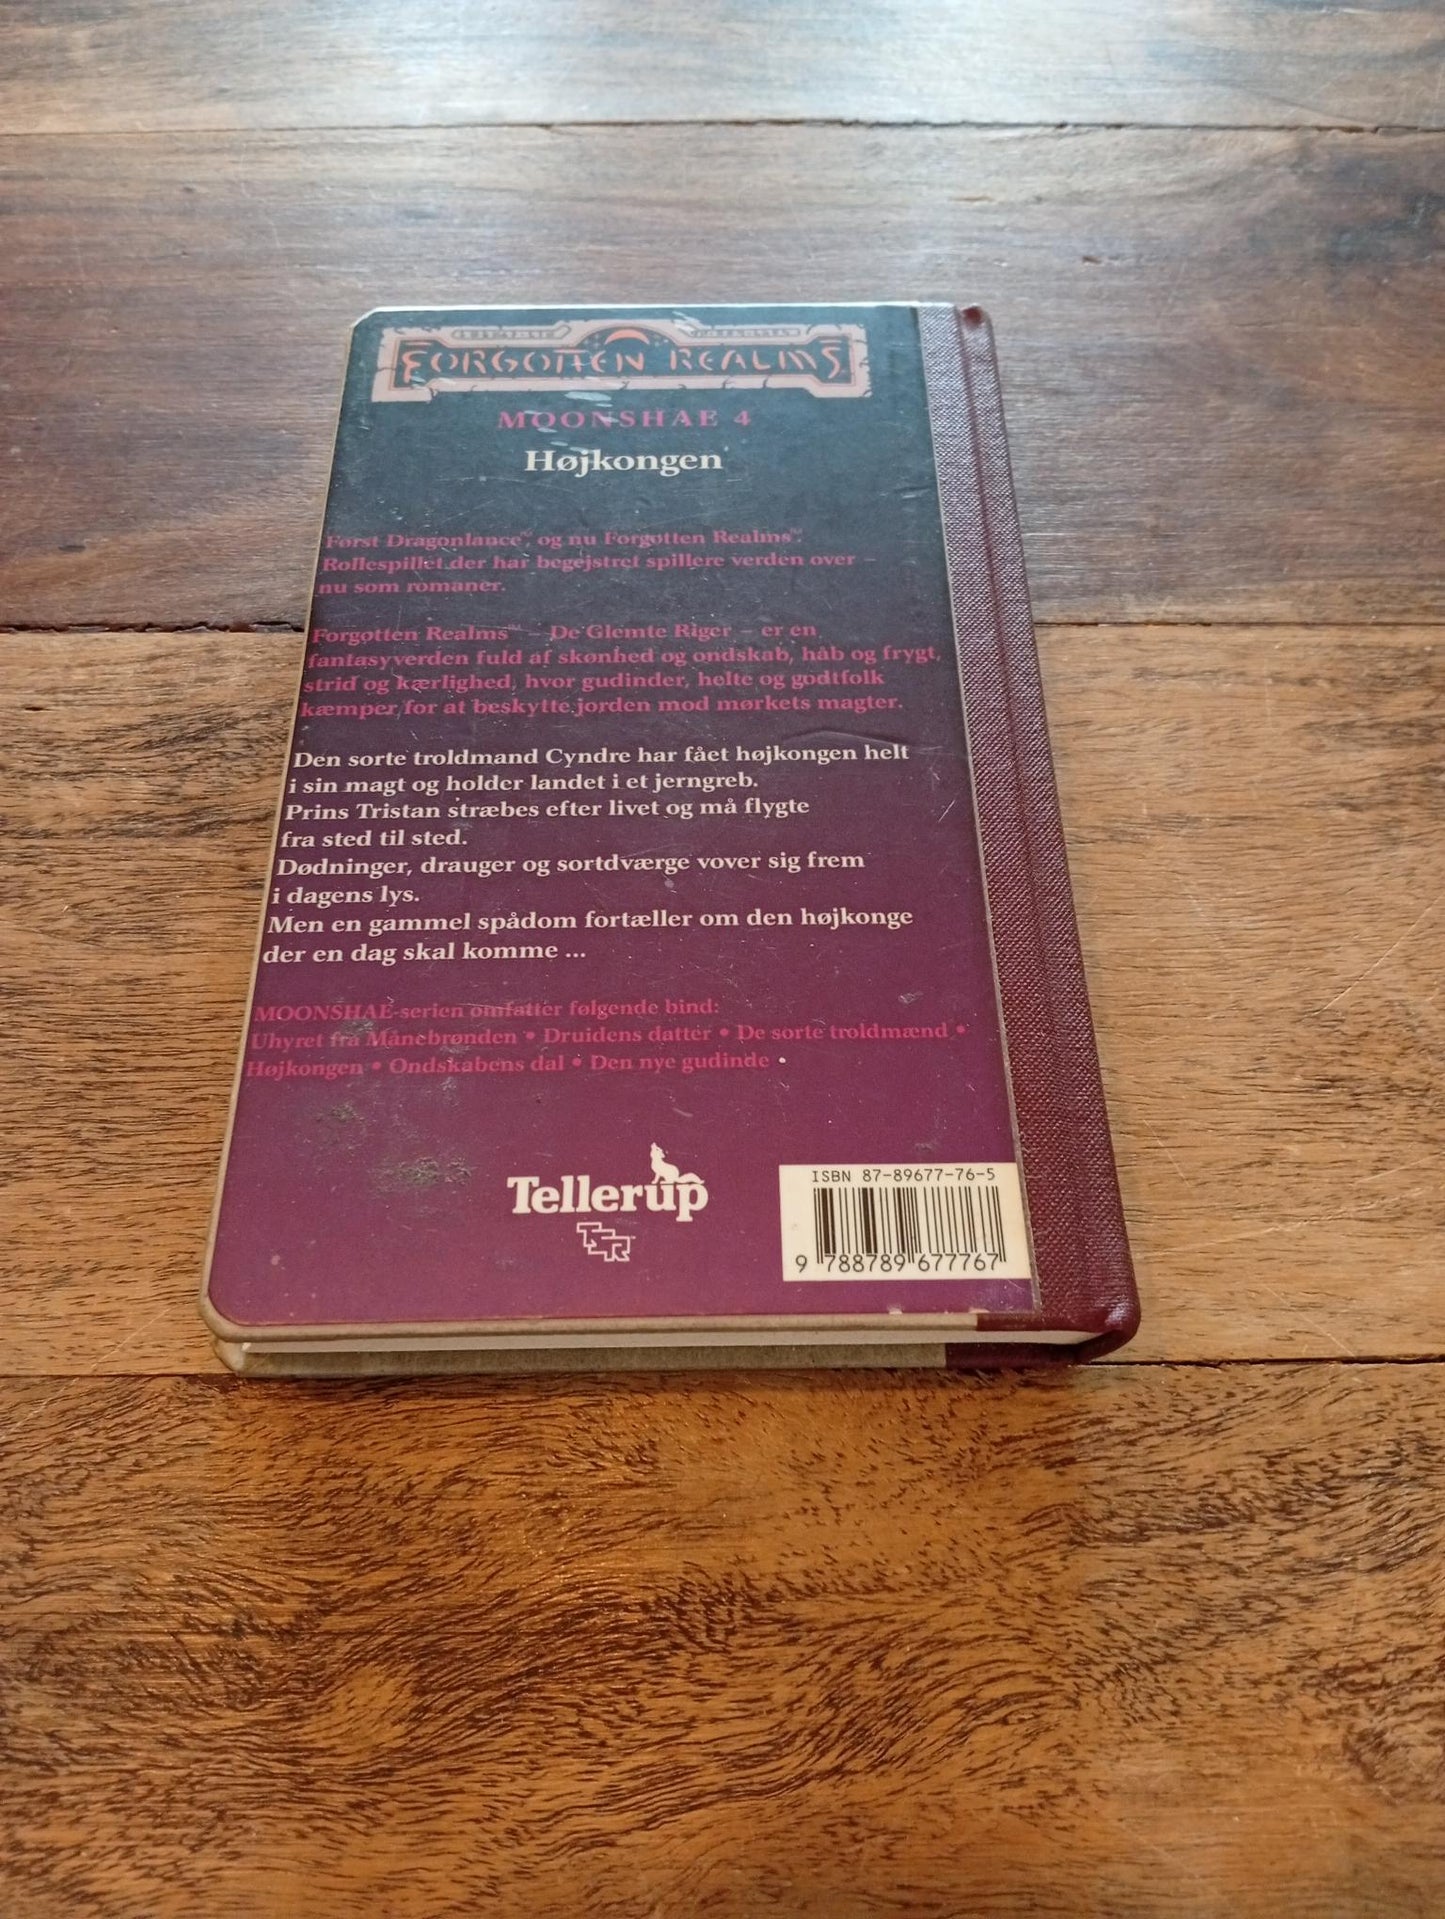 FORGOTTEN REALMS
MOONSHAE 4
Højkongen
Først Dragonlance™, og nu Forgotten Realms™.
Rollespillet der har begejstret spillere verden over –
nu som romaner.
Forgotten Realms™ – De Glemte Riger – er en
fantasyverden fuld af skønhed og ondskab, håb og frygt,
strid og kærlighed, hvor gudinder, helte og godtfolk
kæmper for at beskytte jorden mod mørkets magter.
Den sorte troldmand Cyndre har fået højkongen helt
i sin magt og holder landet i et jerngreb.
Prins Tristan stræbes efter livet og må flygte
fra sted til sted.
Dødninger, drauger og sortdværge vover sig frem
i dagens lys.
Men en gammel spådom fortæller om den højkonge
der en dag skal komme ...
MOONSHAE-serien omfatter følgende bind:
Uhyret fra Månebrønden • Druidens datter • De sorte troldmænd •
Højkongen • Ondskabens dal • Den nye gudinde •
Tellerup
TSR
ISBN 87-89677-76-5
9 788789 677767